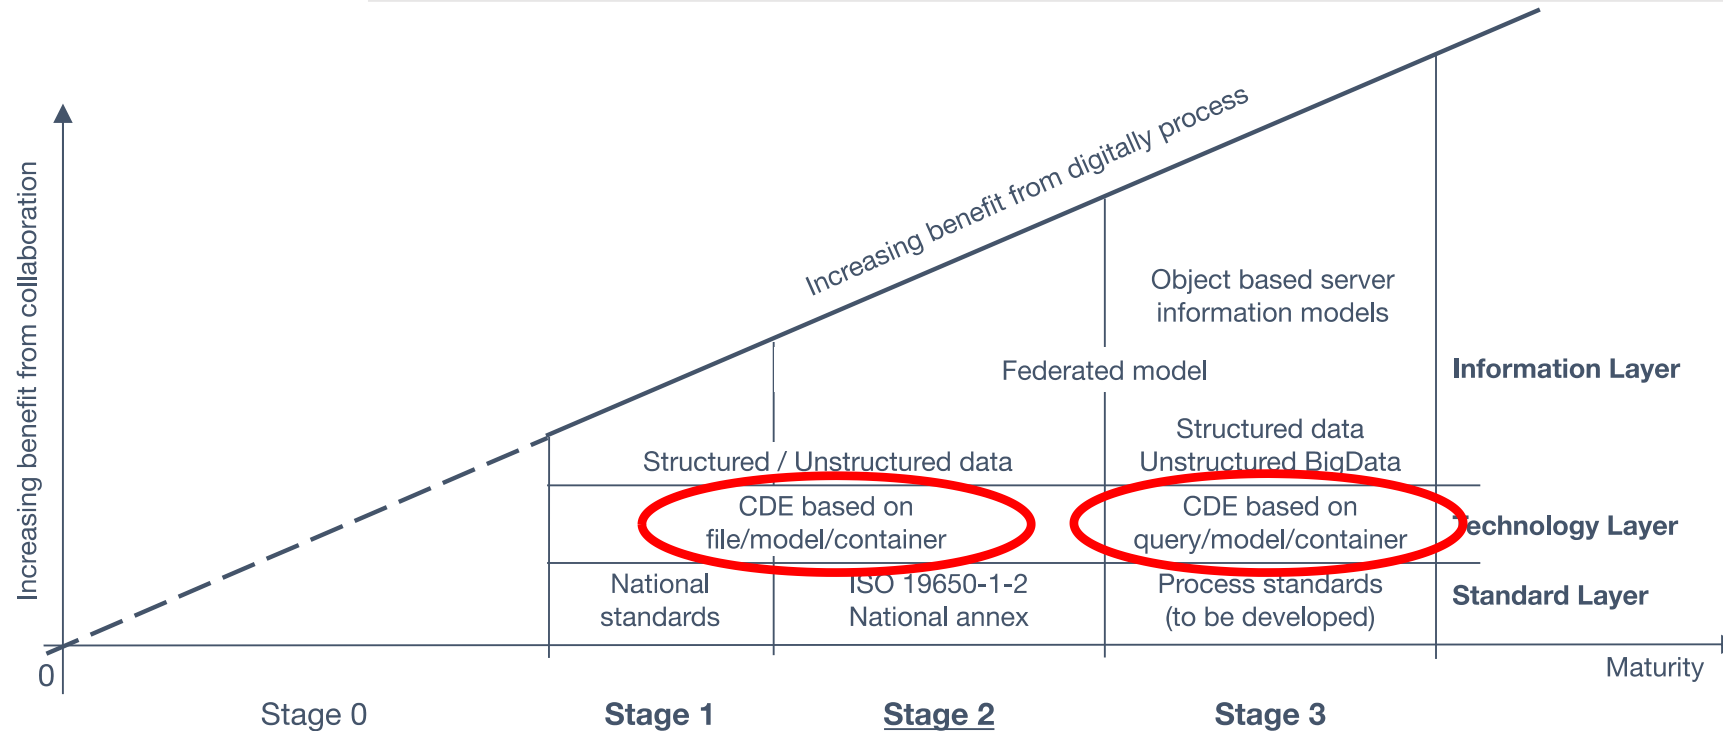 Increasing benefit from collaboration
Increasing benefit from digitally process
Object based server
information models
Federated model
Information Layer
Structured data
Unstructured BigData
Structured / Unstructured data
CDE based on
file/model/container
CDE based on
query/model/container
Technology Layer
National
standards
ISO 19650-1-2
National annex
Process standards
(to be developed)
Standard Layer
0
Maturity
Stage 0
Stage 1
Stage 2
Stage 3